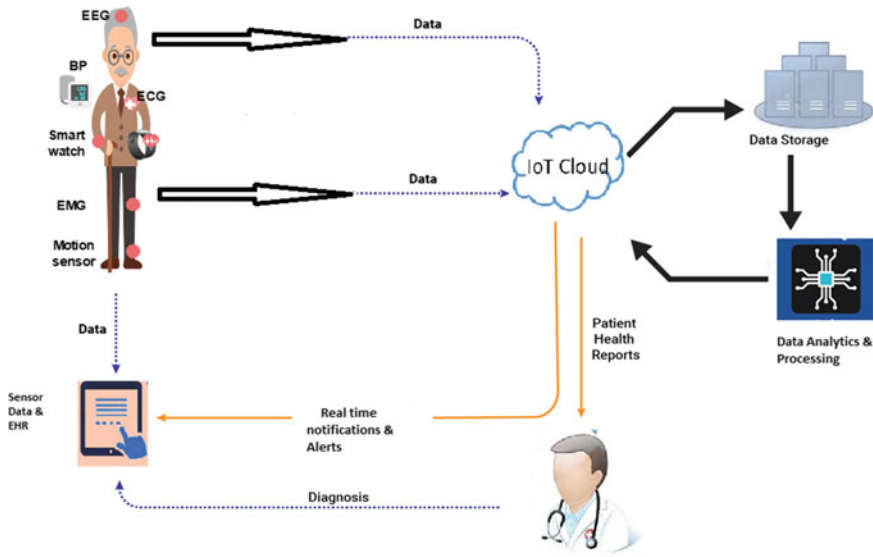 EEG
Data
BP
ECG
Smart
watch
IoT Cloud
Data Storage
Data
EMG
Motion
sensor
Data
Patient
Health
Reports
Data Analytics &
Processing
Sensor
Data &
EHR
Real time
notifications &
Alerts
Diagnosis